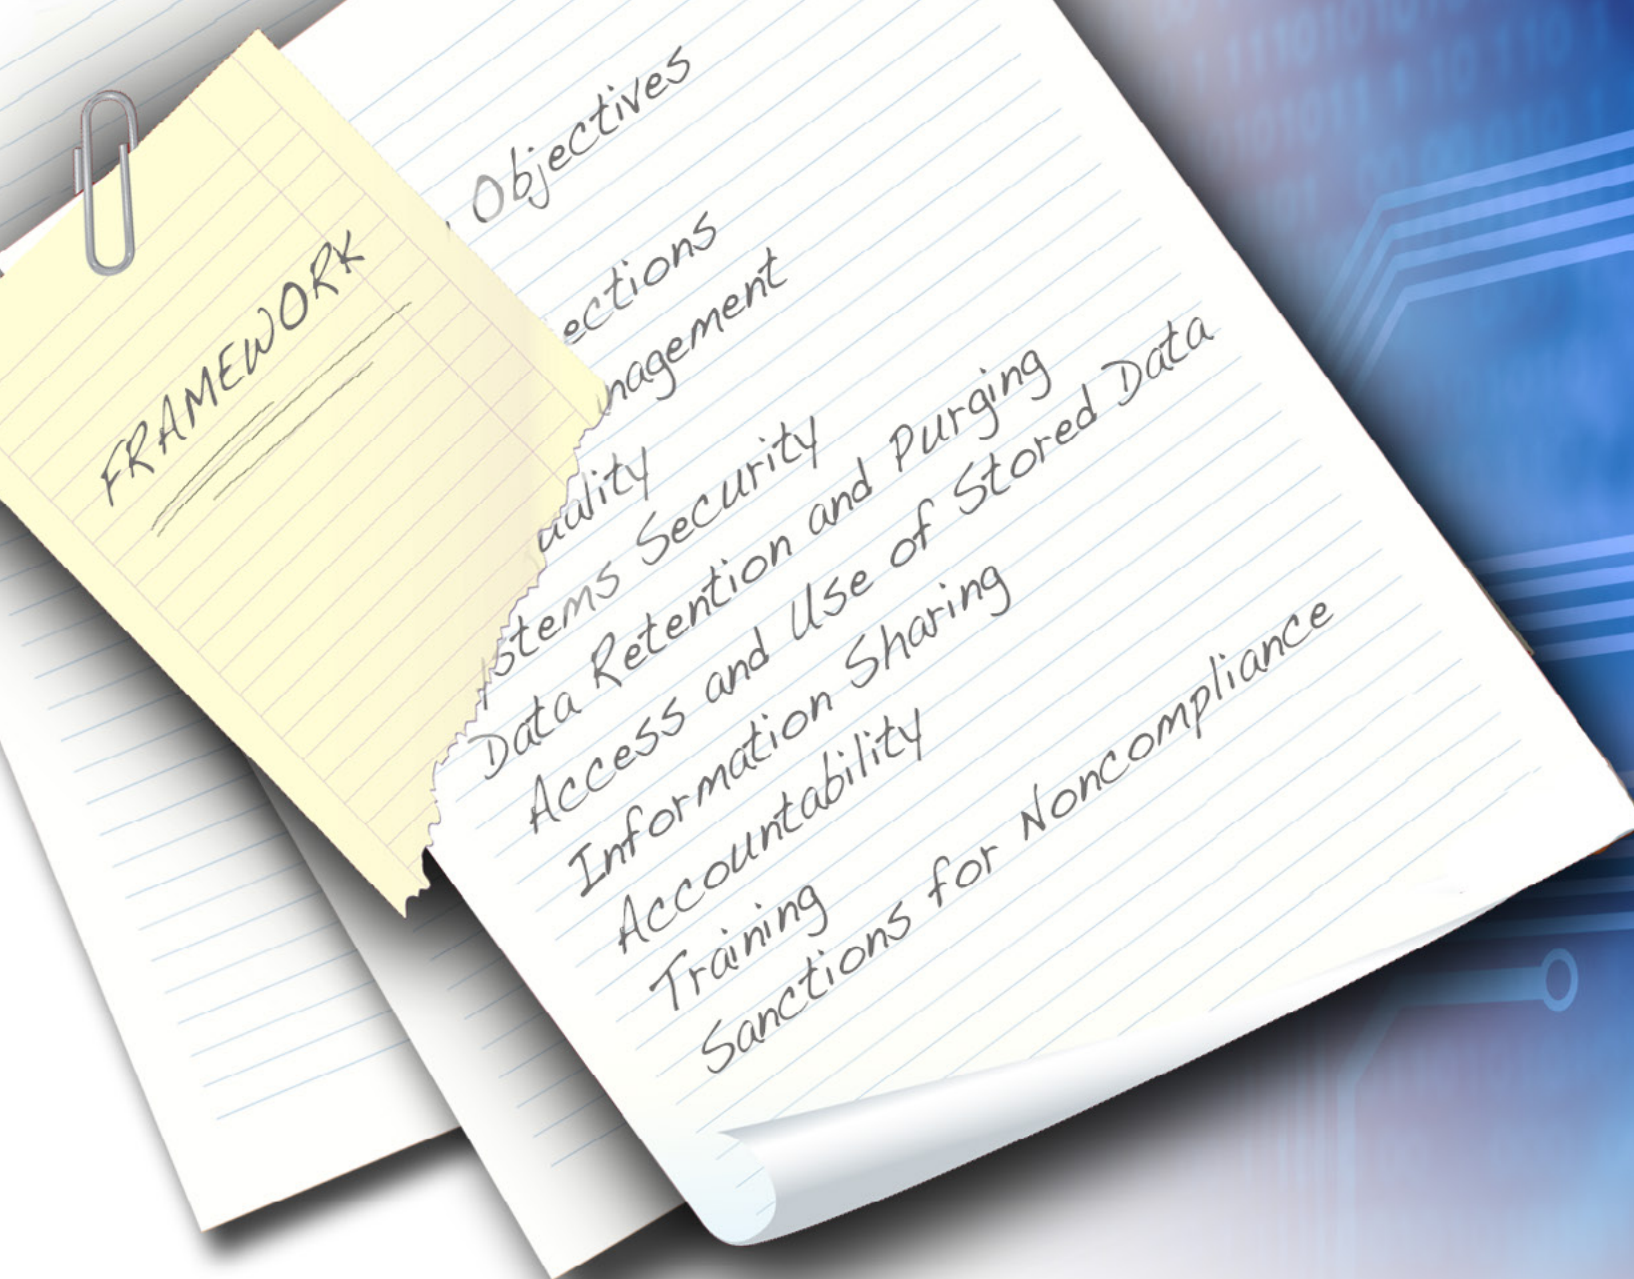 FRAMEWORK
Objectives
ections
nagement
uality
stems Security
Data Retention and Purging
Access and Use of Stored Data
Information Sharing
Accountability
Training
Sanctions for Noncompliance